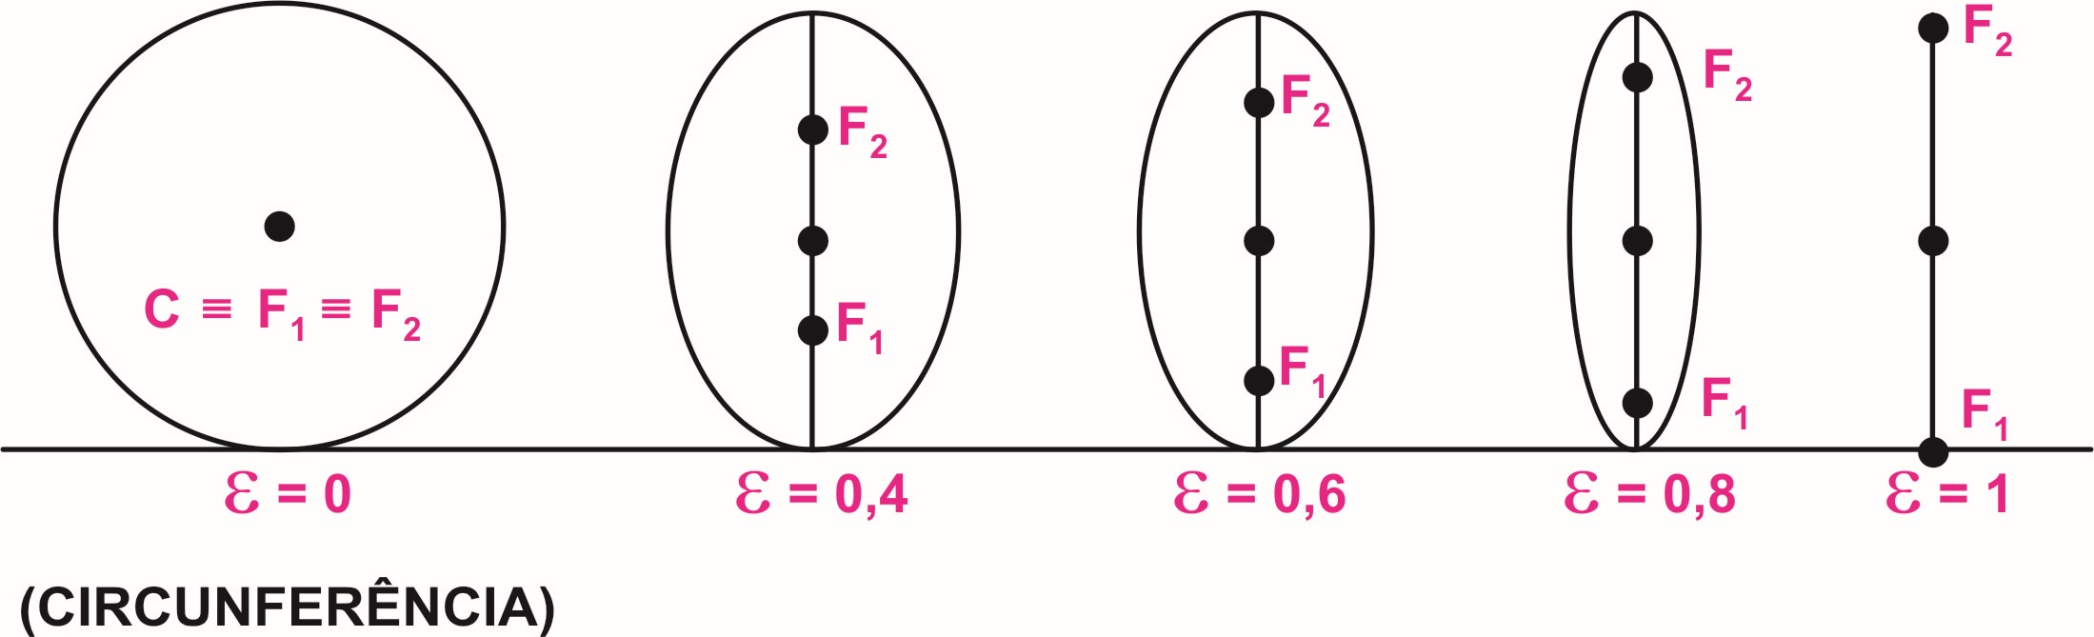 C ≡ F₁ ≡ F₂
F₂
F₁
F₂
F₁
F₂
F₁
F₂
F₁
ε = 0
ε = 0,4
ε = 0,6
ε = 0,8
ε = 1
(CIRCUNFERÊNCIA)